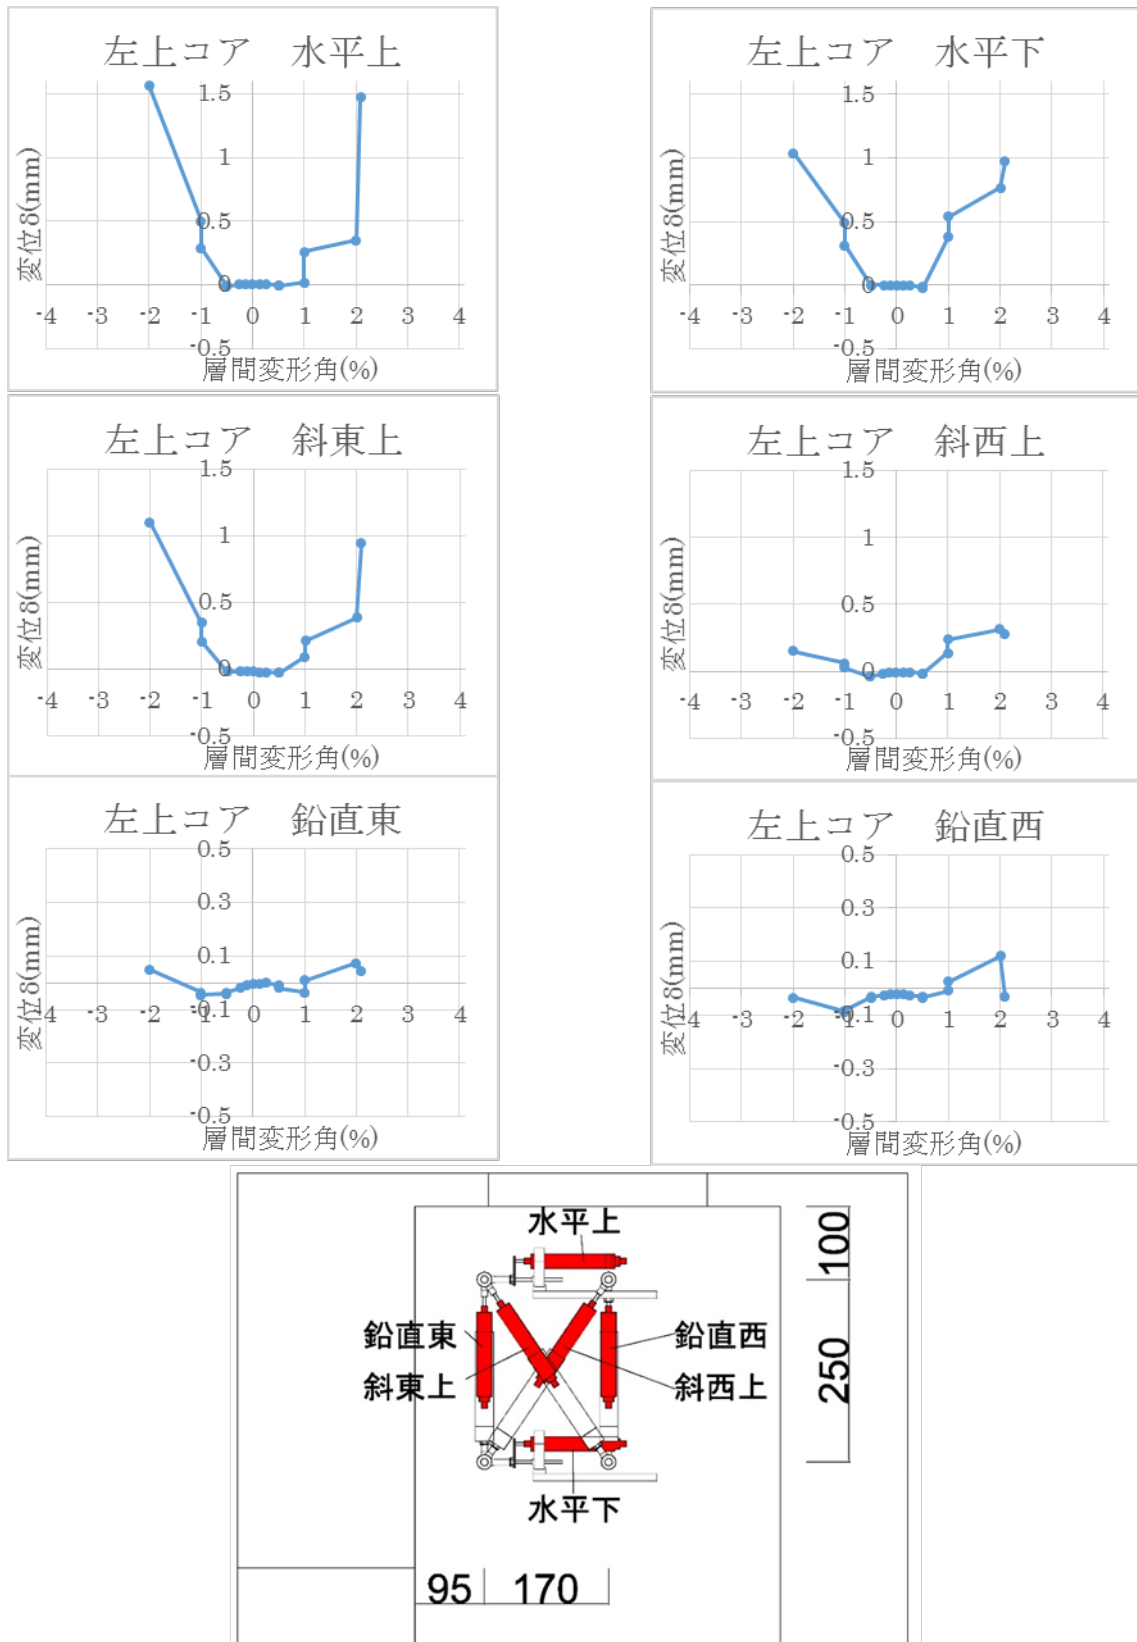 左上コア　水平上
1.5
1
0.5
0
-0.5
-4 -3 -2 -1 0 1 2 3 4
変位δ(mm)
層間変形角(%)
左上コア　水平下
1.5
1
0.5
0
-0.5
-4 -3 -2 -1 0 1 2 3 4
変位δ(mm)
層間変形角(%)
左上コア　斜東上
1.5
1
0.5
0
-0.5
-4 -3 -2 -1 0 1 2 3 4
変位δ(mm)
層間変形角(%)
左上コア　斜西上
1.5
1
0.5
0
-0.5
-4 -3 -2 -1 0 1 2 3 4
変位δ(mm)
層間変形角(%)
左上コア　鉛直東
0.5
0.3
0.1
-0.1
-0.3
-0.5
-4 -3 -2 -1 0 1 2 3 4
変位δ(mm)
層間変形角(%)
左上コア　鉛直西
0.5
0.3
0.1
-0.1
-0.3
-0.5
-4 -3 -2 -1 0 1 2 3 4
変位δ(mm)
層間変形角(%)
水平上
100
鉛直東
鉛直西
斜東上
斜西上
250
水平下
95 170